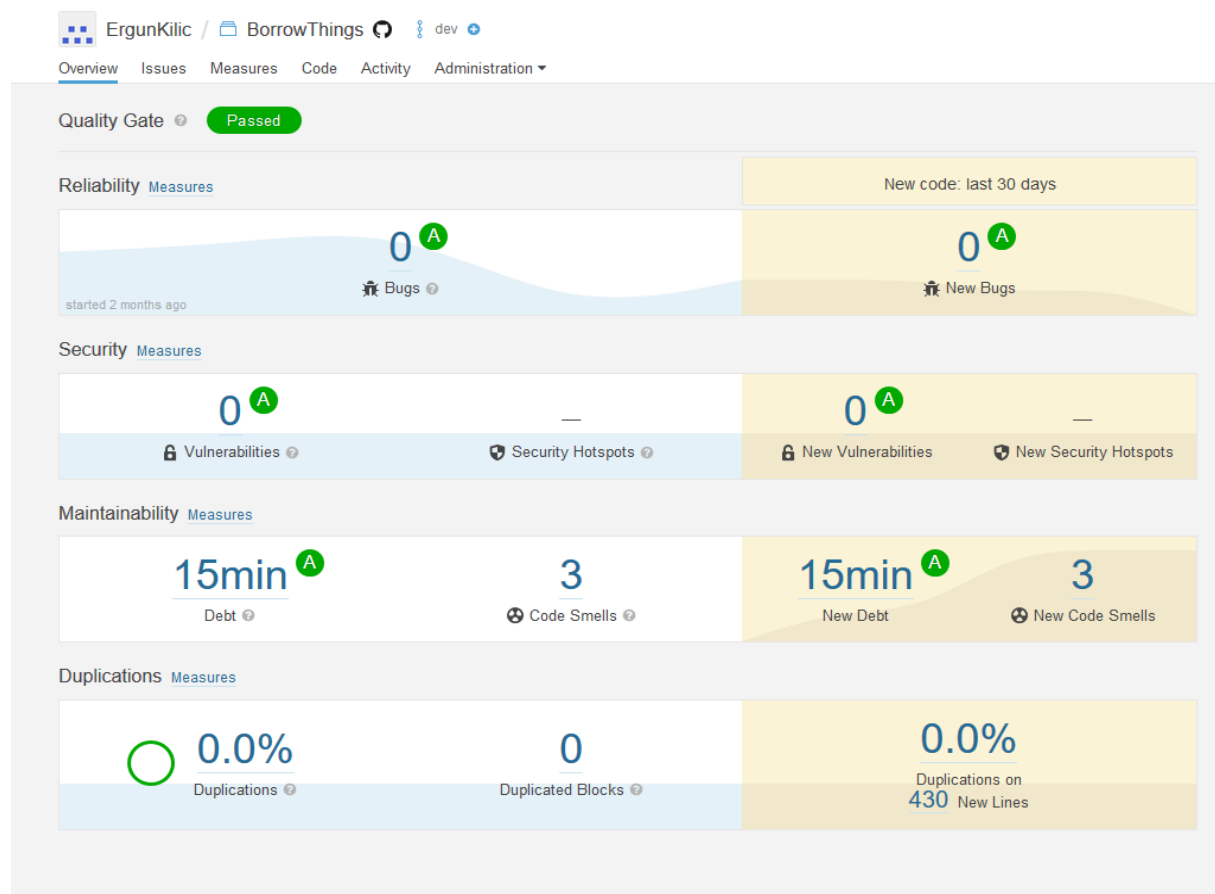 ErgunKilic / BorrowThings dev
Overview Issues Measures Code Activity Administration
Quality Gate ? Passed
Reliability Measures
New code: last 30 days
0 A
Bugs ?
started 2 months ago
0 A
New Bugs
Security Measures
0 A
Vulnerabilities ?
—
Security Hotspots ?
0 A
New Vulnerabilities
—
New Security Hotspots
Maintainability Measures
15min A
Debt ?
3
Code Smells ?
15min A
New Debt
3
New Code Smells
Duplications Measures
0.0%
Duplications ?
0
Duplicated Blocks ?
0.0%
Duplications on
430 New Lines